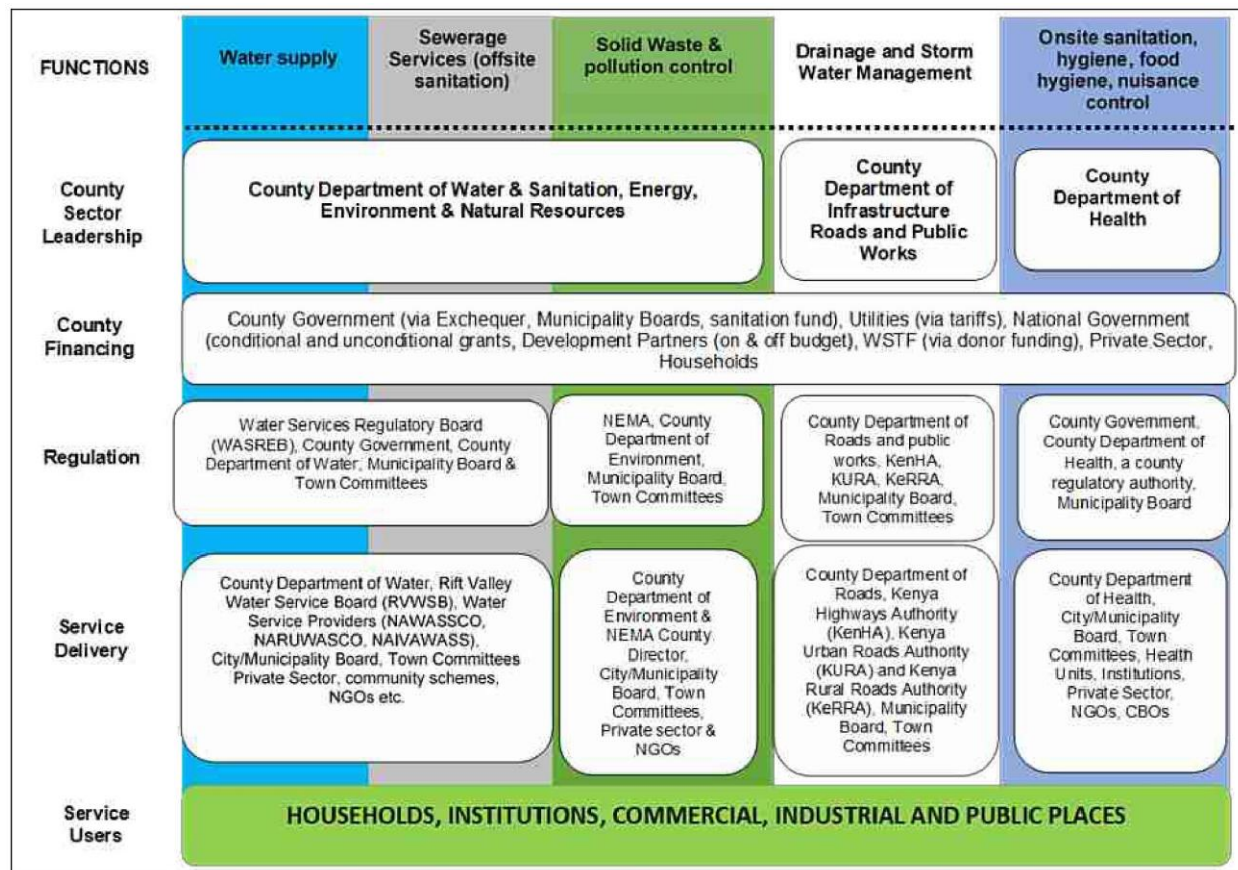 FUNCTIONS
Water supply
Sewerage
Services (offsite
sanitation)
Solid Waste &
pollution control
Drainage and Storm
Water Management
Onsite sanitation,
hygiene, food
hygiene, nuisance
control
County
Sector
Leadership
County Department of Water & Sanitation, Energy,
Environment & Natural Resources
County
Department of
Infrastructure
Roads and Public
Works
County
Department of
Health
County
Financing
County Government (via Exchequer, Municipality Boards, sanitation fund), Utilities (via tariffs), National Government
(conditional and unconditional grants, Development Partners (on & off budget), WSTF (via donor funding), Private Sector,
Households
Regulation
Water Services Regulatory Board
(WASREB), County Government, County
Department of Water, Municipality Board &
Town Committees
NEMA, County
Department of
Environment,
Municipality Board,
Town Committees
County Department of
Roads and public
works, KenHA,
KURA, KeRRA,
Municipality Board,
Town Committees
County Government,
County Department of
Health, a county
regulatory authority,
Municipality Board
Service
Delivery
County Department of Water, Rift Valley
Water Service Board (RVWSB), Water
Service Providers (NAWASSCO,
NARUWASCO, NAIVAWASS),
City/Municipality Board, Town Committees
Private Sector, community schemes,
NGOs etc.
County
Department of
Environment &
NEMA County
Director,
City/Municipality
Board, Town
Committees,
Private sector &
NGOs
County Department of
Roads, Kenya
Highways Authority
(KenHA), Kenya
Urban Roads Authority
(KURA) and Kenya
Rural Roads Authority
(KeRRA), Municipality
Board, Town
Committees
County Department
of Health,
City/Municipality
Board, Town
Committees, Health
Units, Institutions,
Private Sector,
NGOs, CBOs
Service
Users
HOUSEHOLDS, INSTITUTIONS, COMMERCIAL, INDUSTRIAL AND PUBLIC PLACES